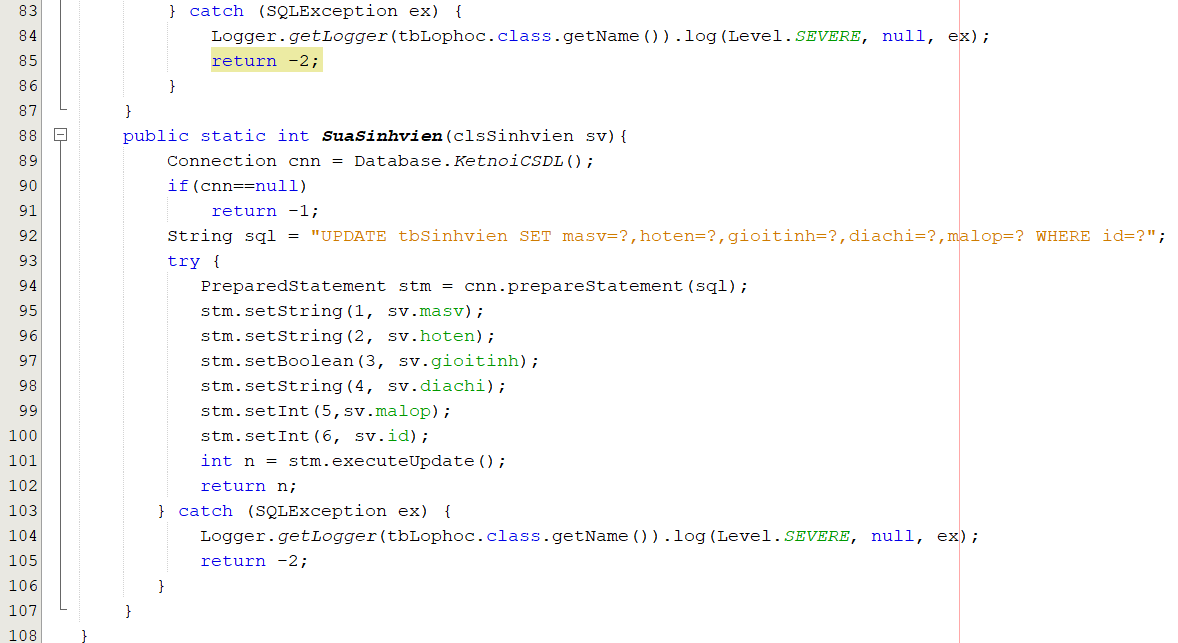 83 } catch (SQLException ex) {
84 Logger.getLogger(tbLophoc.class.getName()).log(Level.SEVERE, null, ex);
85 return -2;
86 }
87 }
88 public static int SuaSinhvien(clsSinhvien sv){
89 Connection cnn = Database.KetnoiCSDL();
90 if(cnn==null)
91 return -1;
92 String sql = "UPDATE tbSinhvien SET masv=?,hoten=?,gioitinh=?,diachi=?,malop=? WHERE id=?";
93 try {
94 PreparedStatement stm = cnn.prepareStatement(sql);
95 stm.setString(1, sv.masv);
96 stm.setString(2, sv.hoten);
97 stm.setBoolean(3, sv.gioitinh);
98 stm.setString(4, sv.diachi);
99 stm.setInt(5,sv.malop);
100 stm.setInt(6, sv.id);
101 int n = stm.executeUpdate();
102 return n;
103 } catch (SQLException ex) {
104 Logger.getLogger(tbLophoc.class.getName()).log(Level.SEVERE, null, ex);
105 return -2;
106 }
107 }
108 }